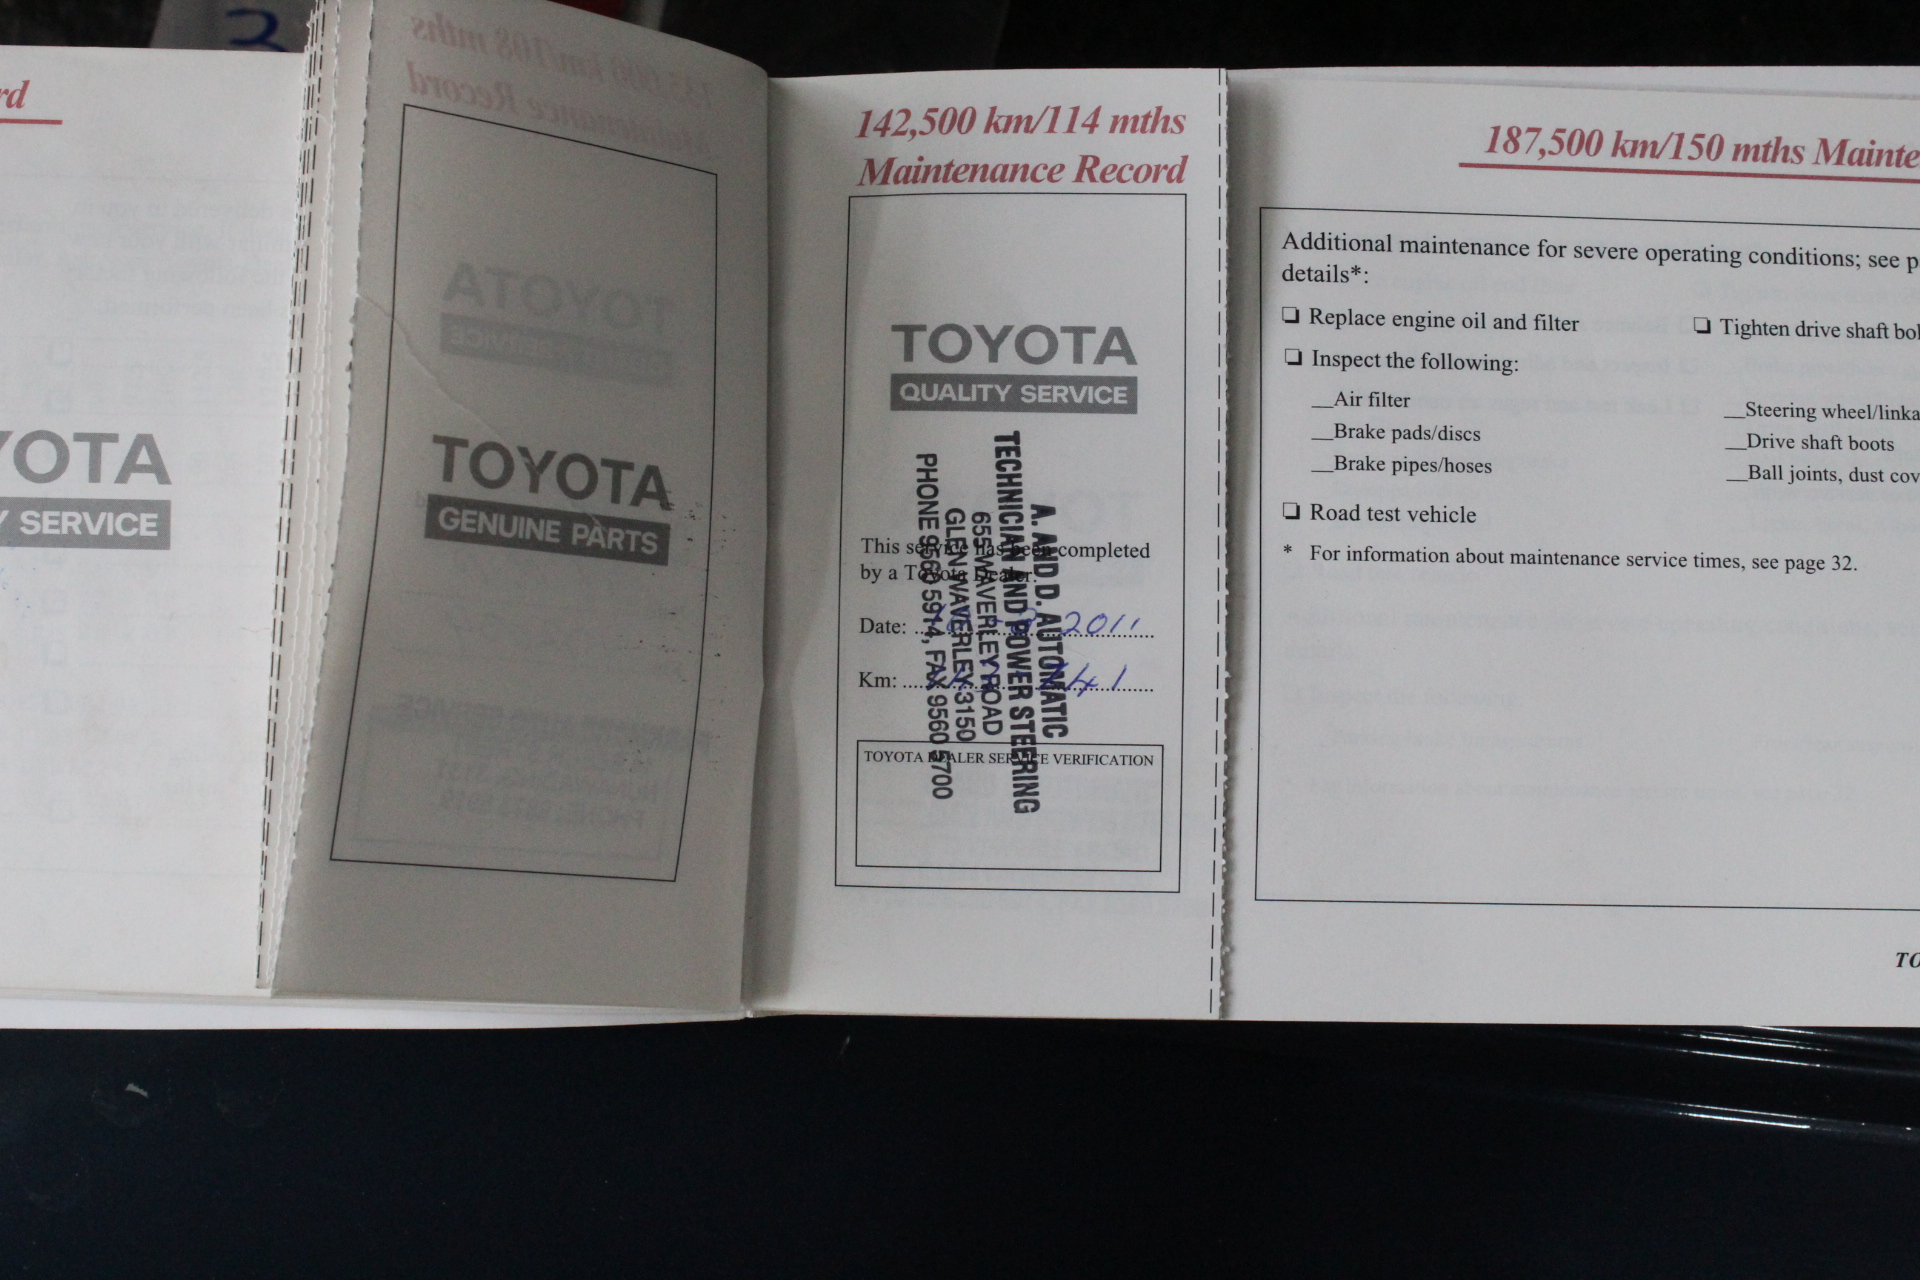 rd
YOTA
Y SERVICE
TOYOTA
GENUINE PARTS
142,500 km/114 mths
Maintenance Record
TOYOTA
QUALITY SERVICE
This service has been completed
by a Toyota Dealer.
Date: 2011
Km:
TOYOTA DEALER SERVICE VERIFICATION
A. AND D. AUTOMATIC
TECHNICIAN AND POWER STEERING
655 WAVERLEY ROAD
GLEN WAVERLEY 3150
PHONE 9560 5914, FAX 9560 5700
187,500 km/150 mths Mainte
Additional maintenance for severe operating conditions; see p
details*:
❏ Replace engine oil and filter
❏ Tighten drive shaft bol
❏ Inspect the following:
__Air filter
__Steering wheel/linka
__Brake pads/discs
__Drive shaft boots
__Brake pipes/hoses
__Ball joints, dust cov
❏ Road test vehicle
* For information about maintenance service times, see page 32.
TO